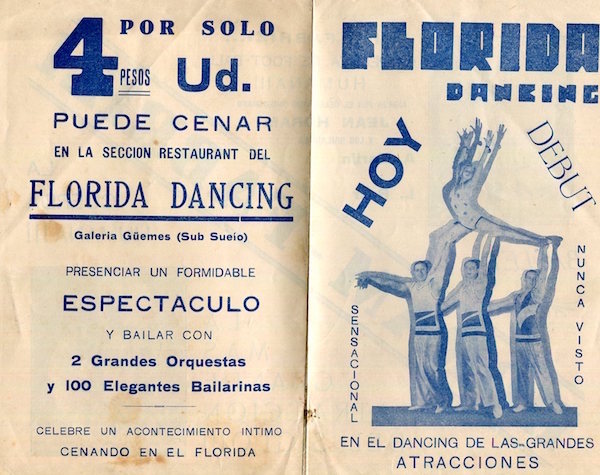 4 POR SOLO
PESOS Ud.
PUEDE CENAR
EN LA SECCION RESTAURANT DEL
FLORIDA DANCING
Galeria Güemes (Sub Sueío)
PRESENCIAR UN FORMIDABLE
ESPECTACULO
Y BAILAR CON
2 Grandes Orquestas
y 100 Elegantes Bailarinas
CELEBRE UN ACONTECIMIENTO INTIMO
CENANDO EN EL FLORIDA
FLORIDA
DANCING
HOY
DEBUT
SENSACIONAL
NUNCA VISTO
EN EL DANCING DE LAS GRANDES
ATRACCIONES